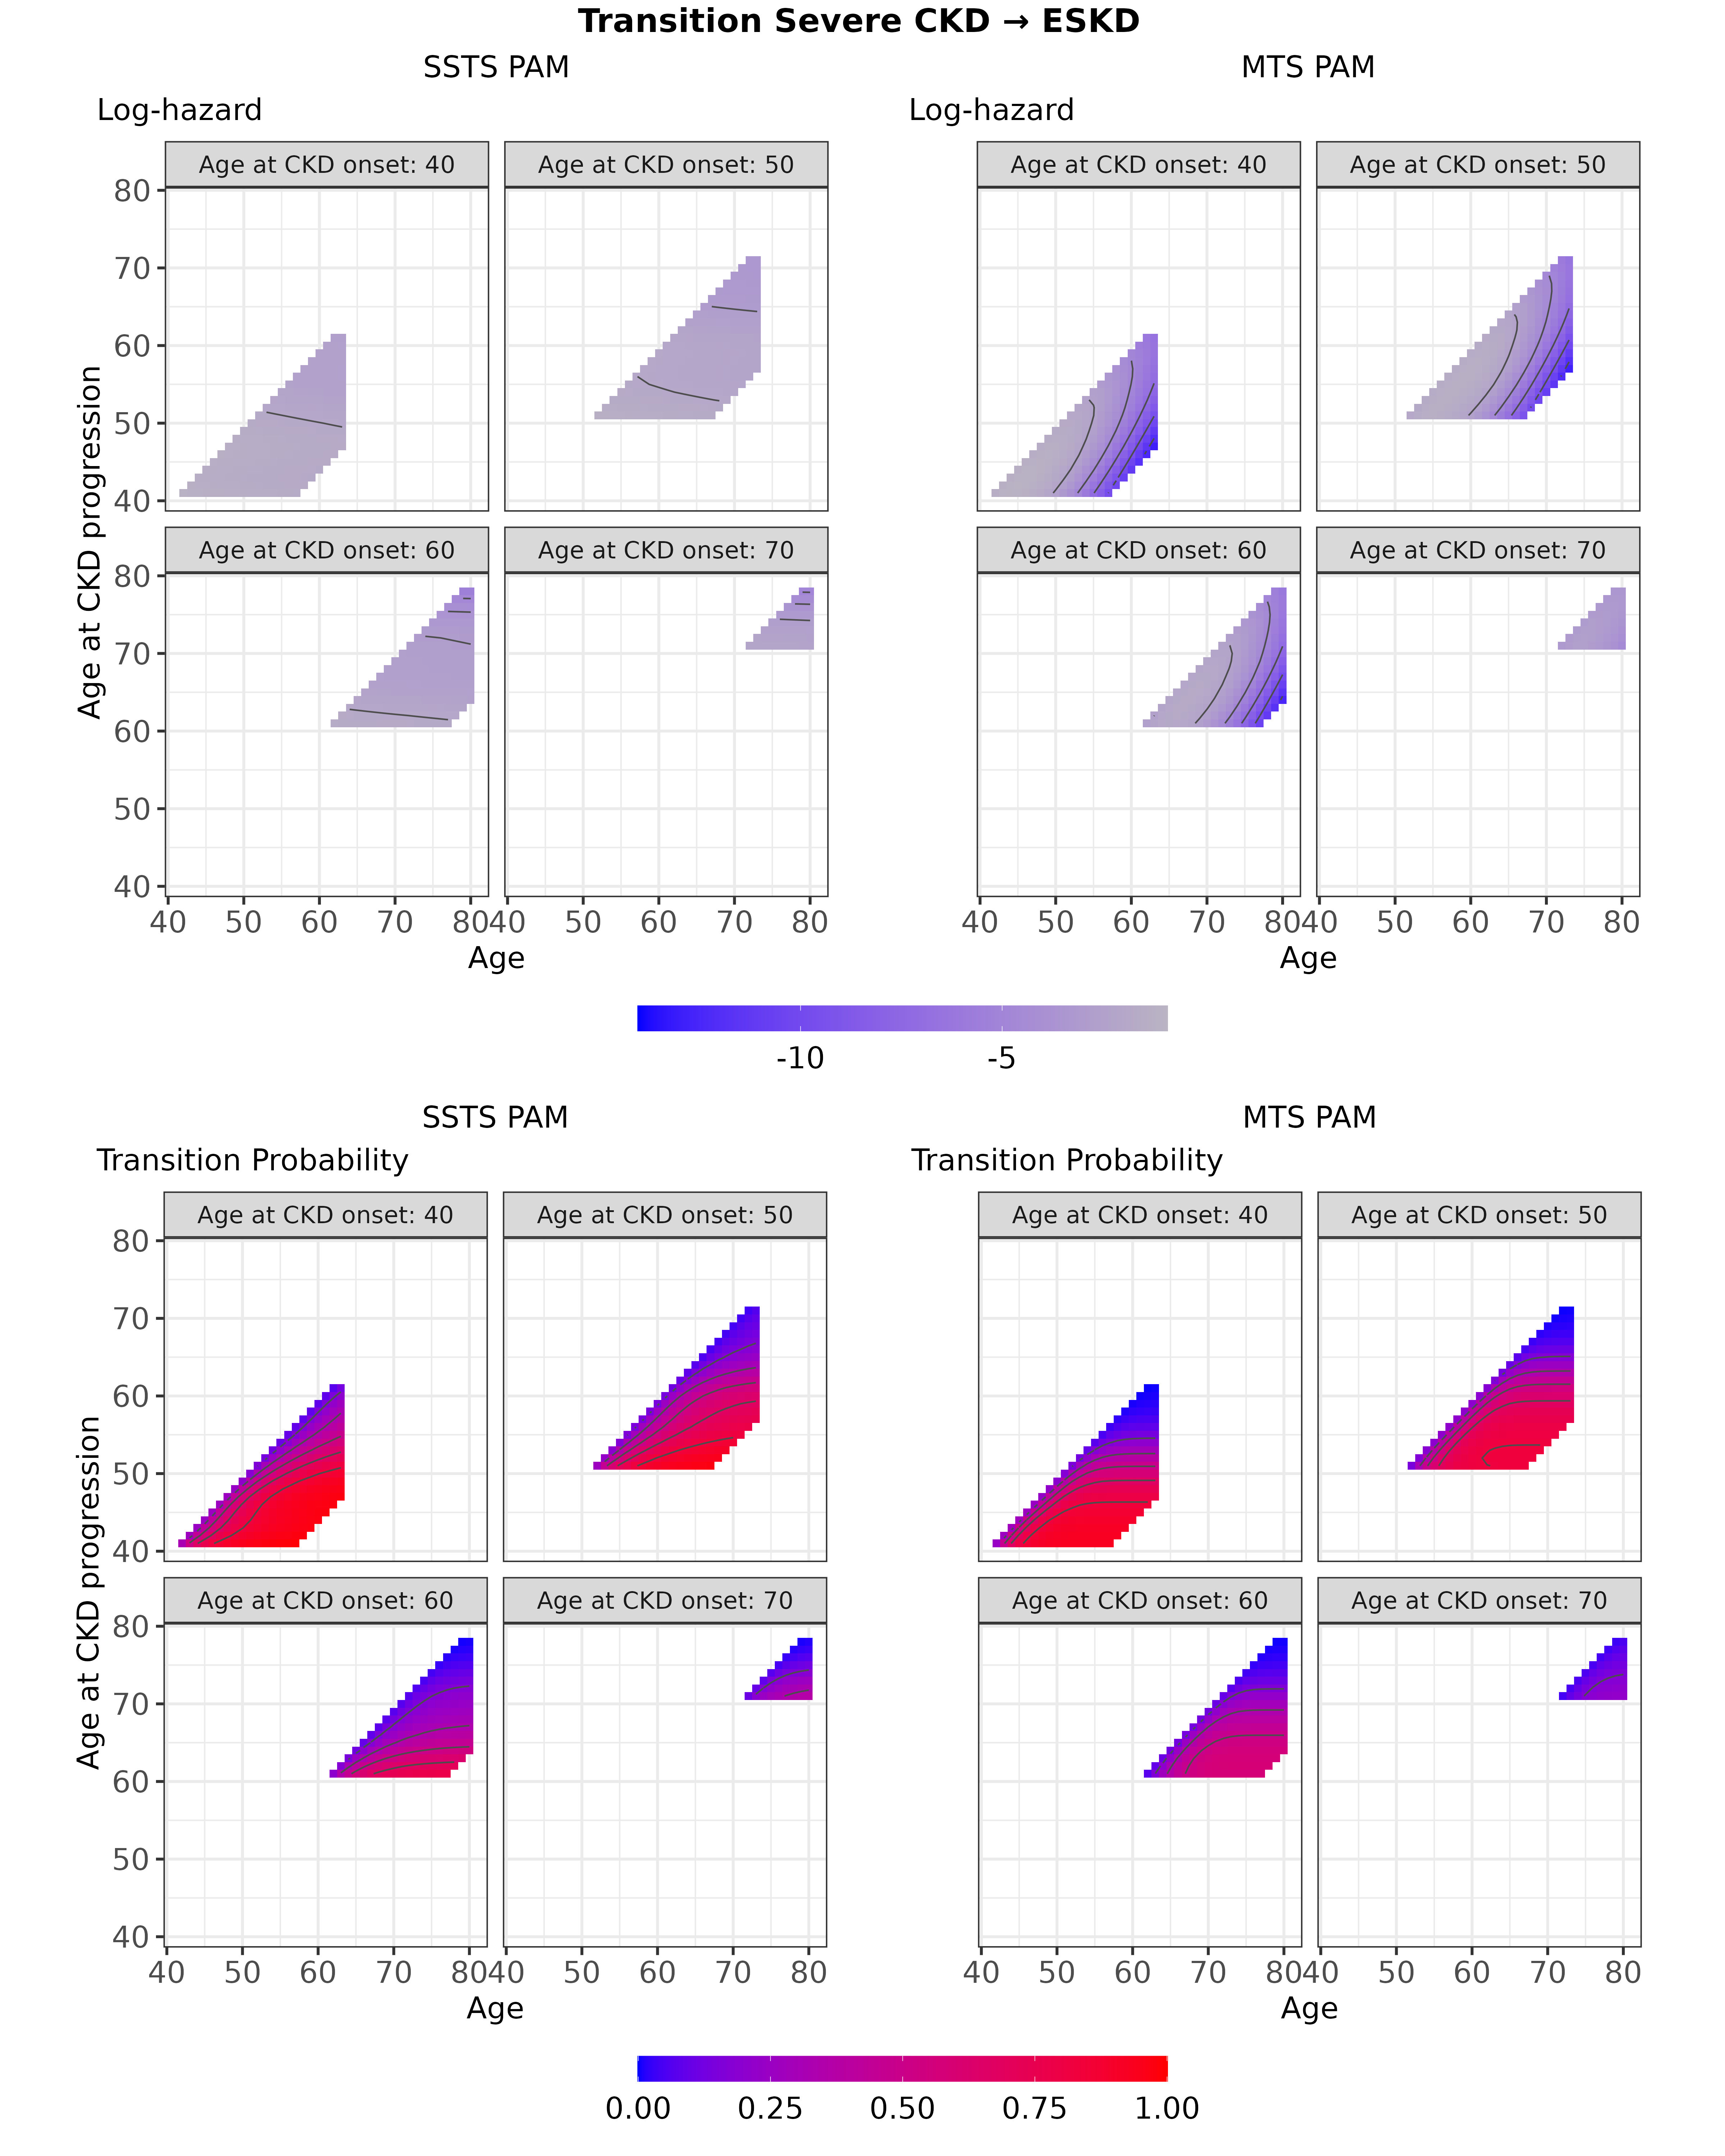 Transition Severe CKD → ESKD
SSTS PAM
MTS PAM
Log-hazard
Log-hazard
Age at CKD onset: 40
Age at CKD onset: 50
Age at CKD onset: 40
Age at CKD onset: 50
80
70
60
50
40
Age at CKD onset: 60
Age at CKD onset: 70
Age at CKD onset: 60
Age at CKD onset: 70
80
70
60
50
40
Age at CKD progression
40 50 60 70 80
40 50 60 70 80
40 50 60 70 80
40 50 60 70 80
Age
Age
-10 -5
SSTS PAM
MTS PAM
Transition Probability
Transition Probability
Age at CKD onset: 40
Age at CKD onset: 50
Age at CKD onset: 40
Age at CKD onset: 50
80
70
60
50
40
Age at CKD onset: 60
Age at CKD onset: 70
Age at CKD onset: 60
Age at CKD onset: 70
80
70
60
50
40
Age at CKD progression
40 50 60 70 80
40 50 60 70 80
40 50 60 70 80
40 50 60 70 80
Age
Age
0.00 0.25 0.50 0.75 1.00